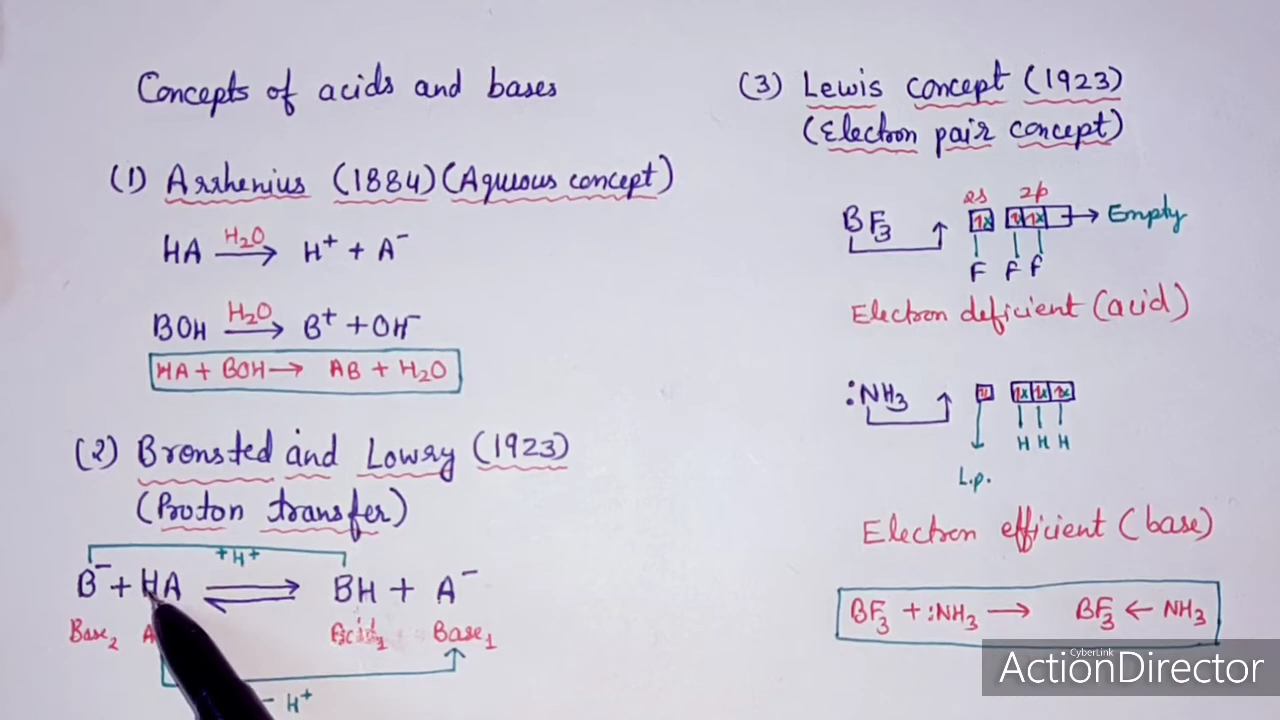 Concepts of acids and bases
(1) Arrhenius (1884) (Aqueous concept)
H₂O
HA → H⁺ + A⁻
H₂O
BOH → B⁺ + OH⁻
HA + BOH → AB + H₂O
(2) Bronsted and Lowry (1923)
(Proton transfer)
+H⁺
B⁻ + HA ⇌ BH + A⁻
Base₂ A Base₁
- H⁺
(3) Lewis concept (1923)
(Electron pair concept)
2s 2p
BF₃ → Empty
F F F
Electron deficient (acid)
:NH₃
H H H
L.p.
Electron efficient (base)
BF₃ + :NH₃ → BF₃ ← NH₃
CyberLink
ActionDirector